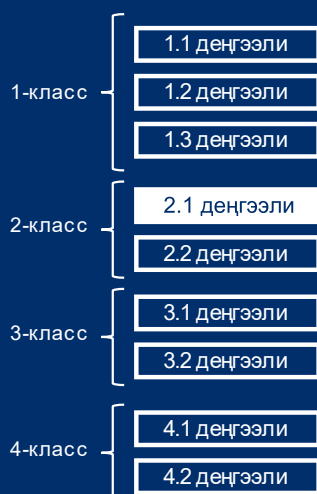 1-класс
1.1 деңгээли
1.2 деңгээли
1.3 деңгээли
2-класс
2.1 деңгээли
2.2 деңгээли
3-класс
3.1 деңгээли
3.2 деңгээли
4-класс
4.1 деңгээли
4.2 деңгээли